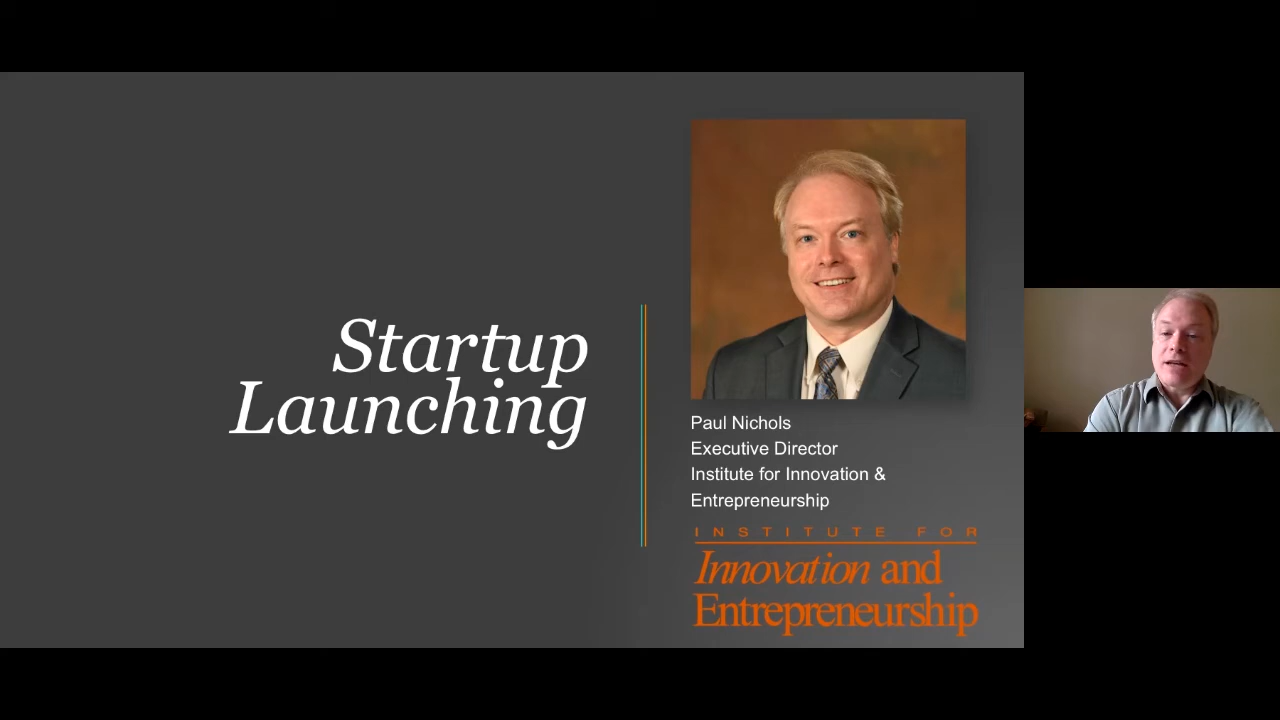 Startup
Launching
Paul Nichols
Executive Director
Institute for Innovation &
Entrepreneurship
INSTITUTE FOR
Innovation and
Entrepreneurship